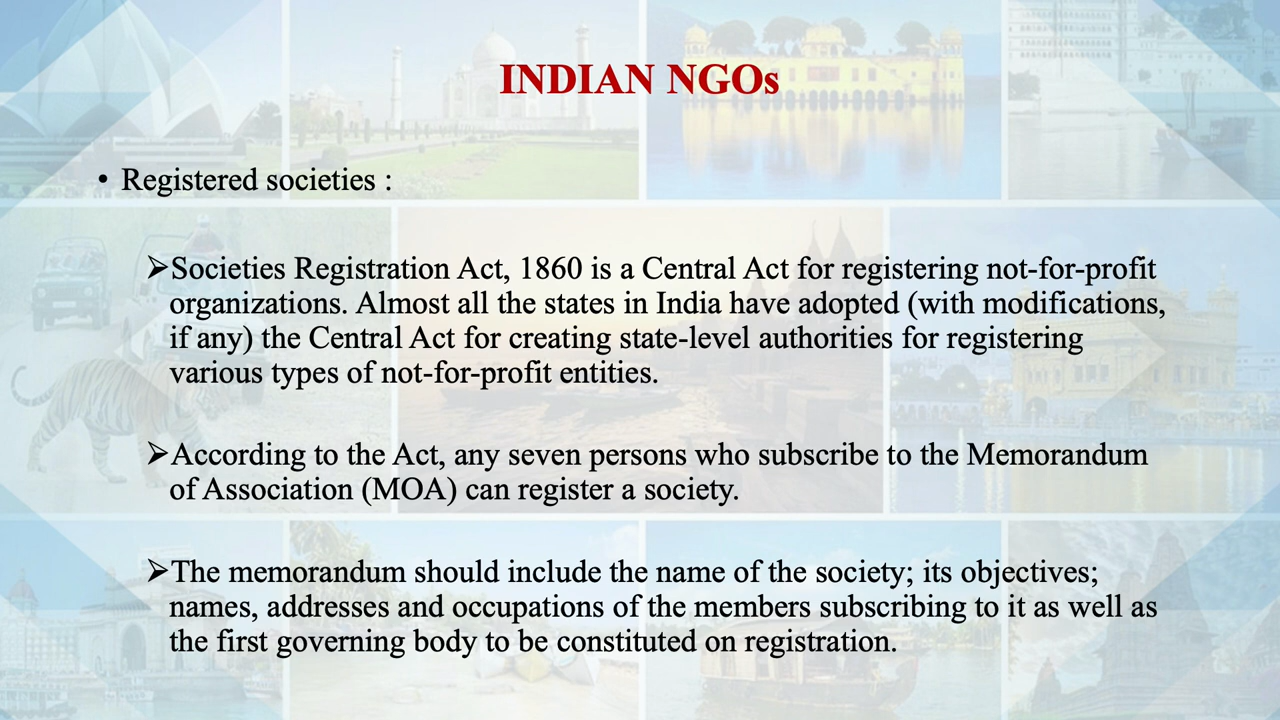 INDIAN NGOs
• Registered societies :
➢Societies Registration Act, 1860 is a Central Act for registering not-for-profit
organizations. Almost all the states in India have adopted (with modifications,
if any) the Central Act for creating state-level authorities for registering
various types of not-for-profit entities.
➢According to the Act, any seven persons who subscribe to the Memorandum
of Association (MOA) can register a society.
➢The memorandum should include the name of the society; its objectives;
names, addresses and occupations of the members subscribing to it as well as
the first governing body to be constituted on registration.